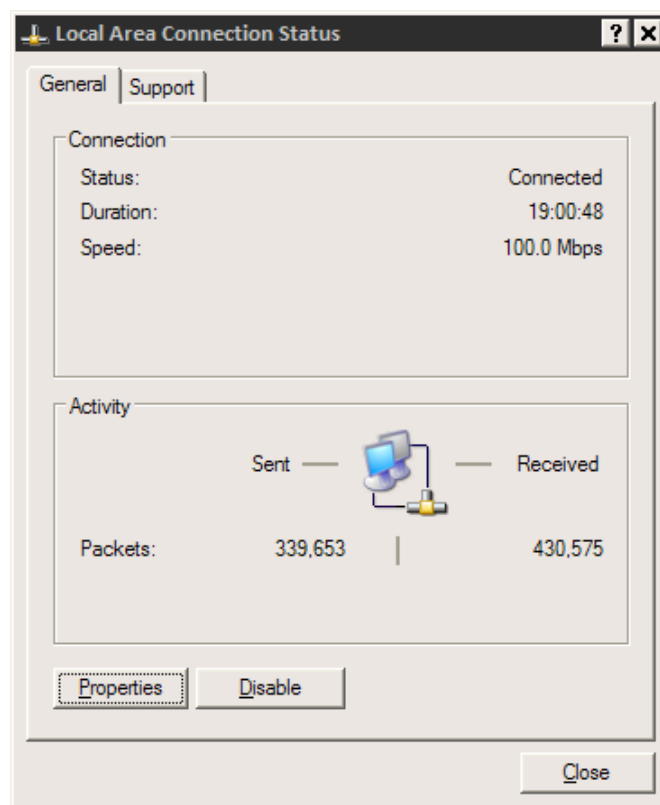 Local Area Connection Status
General Support
Connection
Status: Connected
Duration: 19:00:48
Speed: 100.0 Mbps
Activity
Sent Received
Packets: 339,653 430,575
Properties Disable
Close